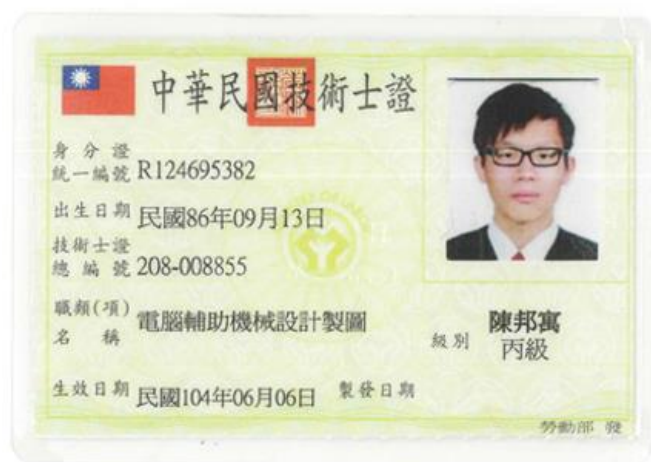 中華民國技術士證
身分證
統一編號 R124695382
出生日期 民國86年09月13日
技術士證
總編號 208-008855
職類(項)
名稱 電腦輔助機械設計製圖
陳邦寓
級別 丙級
生效日期 民國104年06月06日 製發日期
勞動部 發